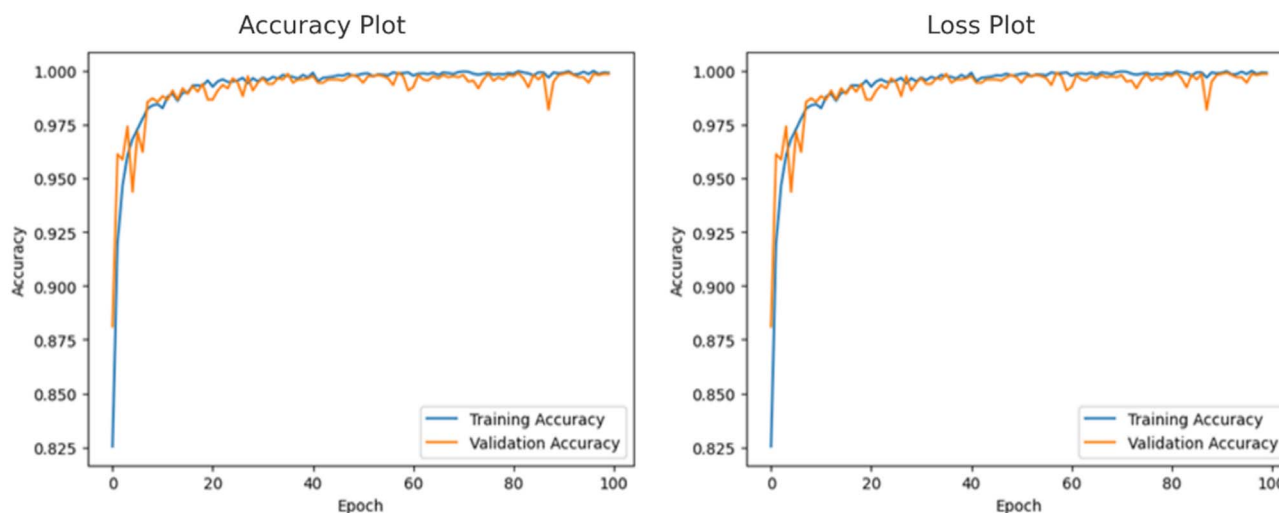 Accuracy Plot
1.000
0.975
0.950
0.925
0.900
0.875
0.850
0.825
Accuracy
0 20 40 60 80 100
Epoch
Training Accuracy
Validation Accuracy
Loss Plot
1.000
0.975
0.950
0.925
0.900
0.875
0.850
0.825
Accuracy
0 20 40 60 80 100
Epoch
Training Accuracy
Validation Accuracy